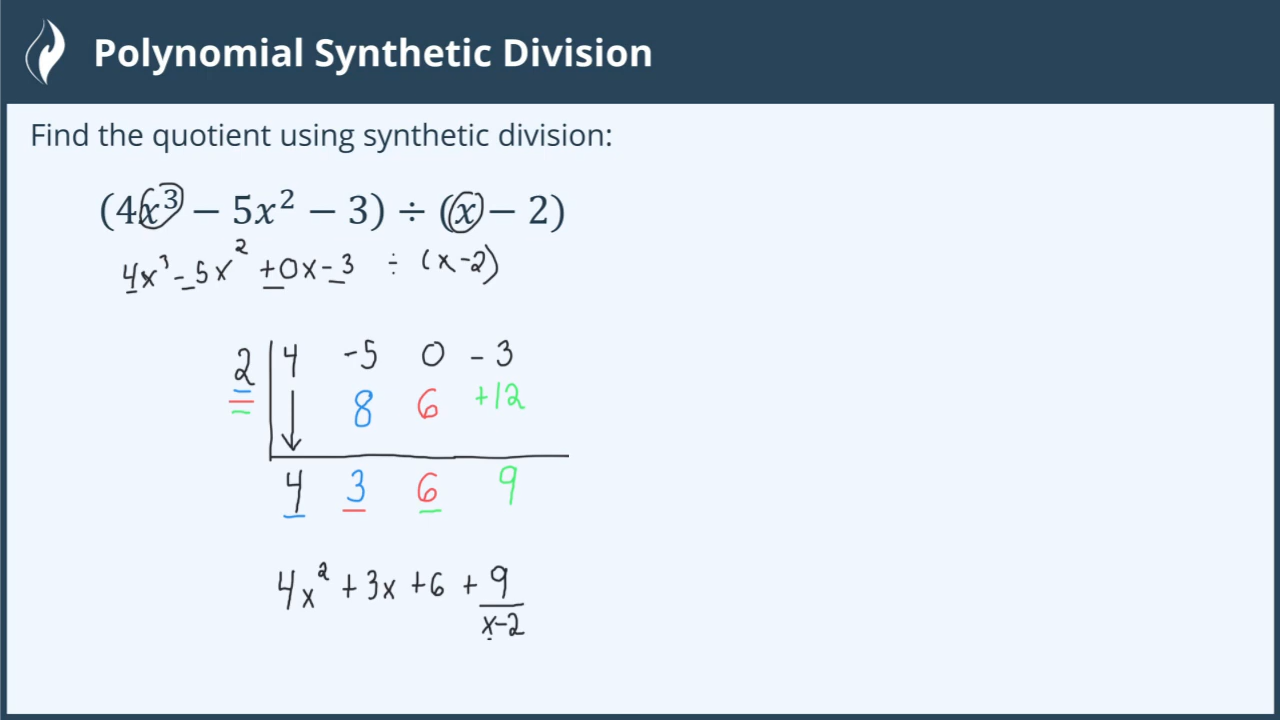 Polynomial Synthetic Division
Find the quotient using synthetic division:
(4x³ − 5x² − 3) ÷ (x − 2)
4x³ - 5x² + 0x - 3 ÷ (x - 2)
2 | 4 -5 0 -3
8 6 +12
4 3 6 9
4x² + 3x + 6 + 9
x-2